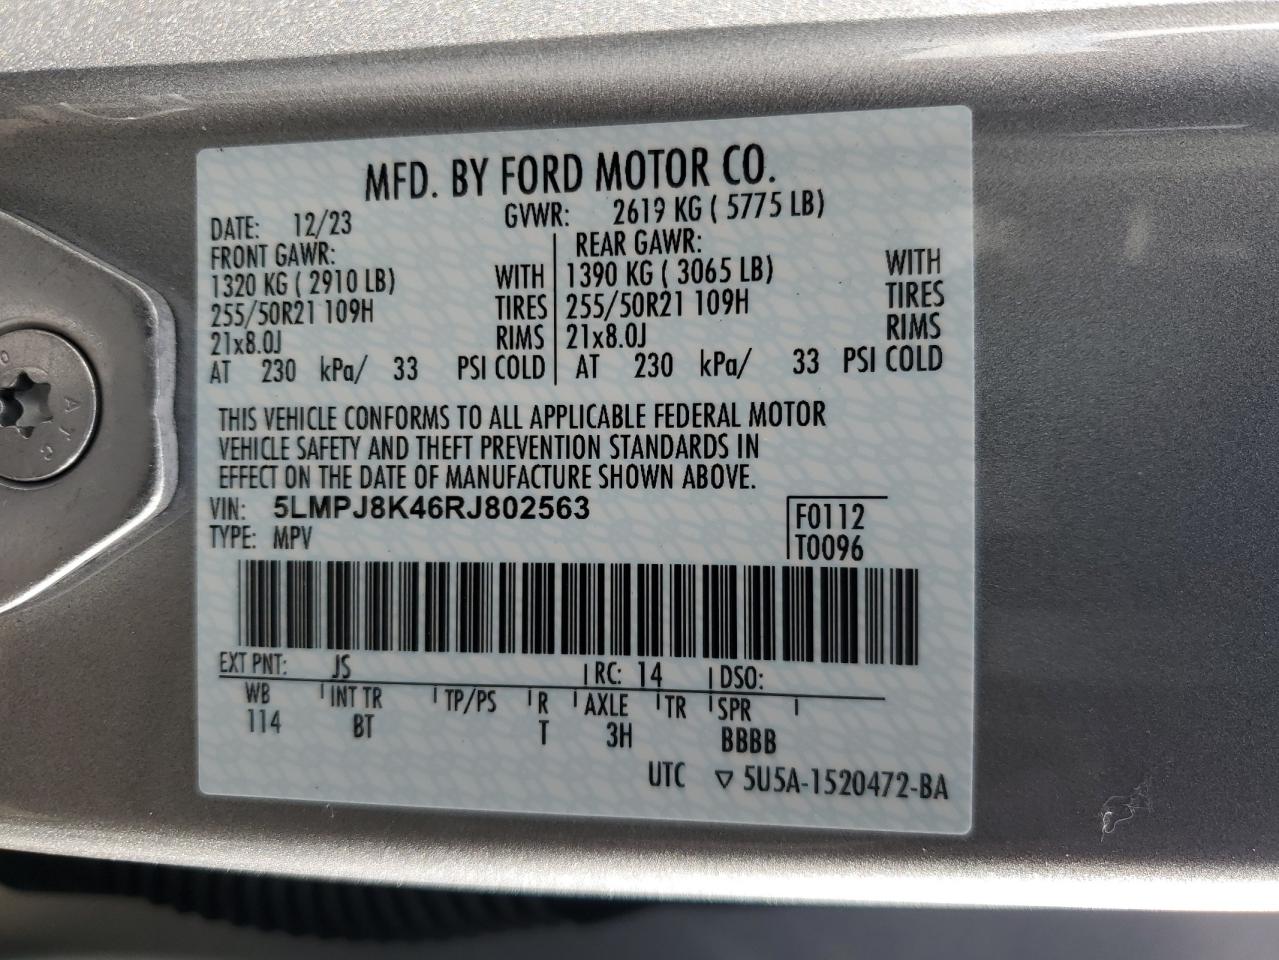 MFD. BY FORD MOTOR CO.
DATE: 12/23 GVWR: 2619 KG ( 5775 LB)
FRONT GAWR: REAR GAWR:
1320 KG ( 2910 LB) WITH 1390 KG ( 3065 LB) WITH
255/50R21 109H TIRES 255/50R21 109H TIRES
21x8.0J RIMS 21x8.0J RIMS
AT 230 kPa/ 33 PSI COLD AT 230 kPa/ 33 PSI COLD
THIS VEHICLE CONFORMS TO ALL APPLICABLE FEDERAL MOTOR
VEHICLE SAFETY AND THEFT PREVENTION STANDARDS IN
EFFECT ON THE DATE OF MANUFACTURE SHOWN ABOVE.
VIN: 5LMPJ8K46RJ802563 F0112
TYPE: MPV T0096
EXT PNT: JS RC: 14 DSO:
WB INT TR TP/PS R AXLE TR SPR
114 BT T 3H BBBB
UTC ▽ 5U5A-1520472-BA